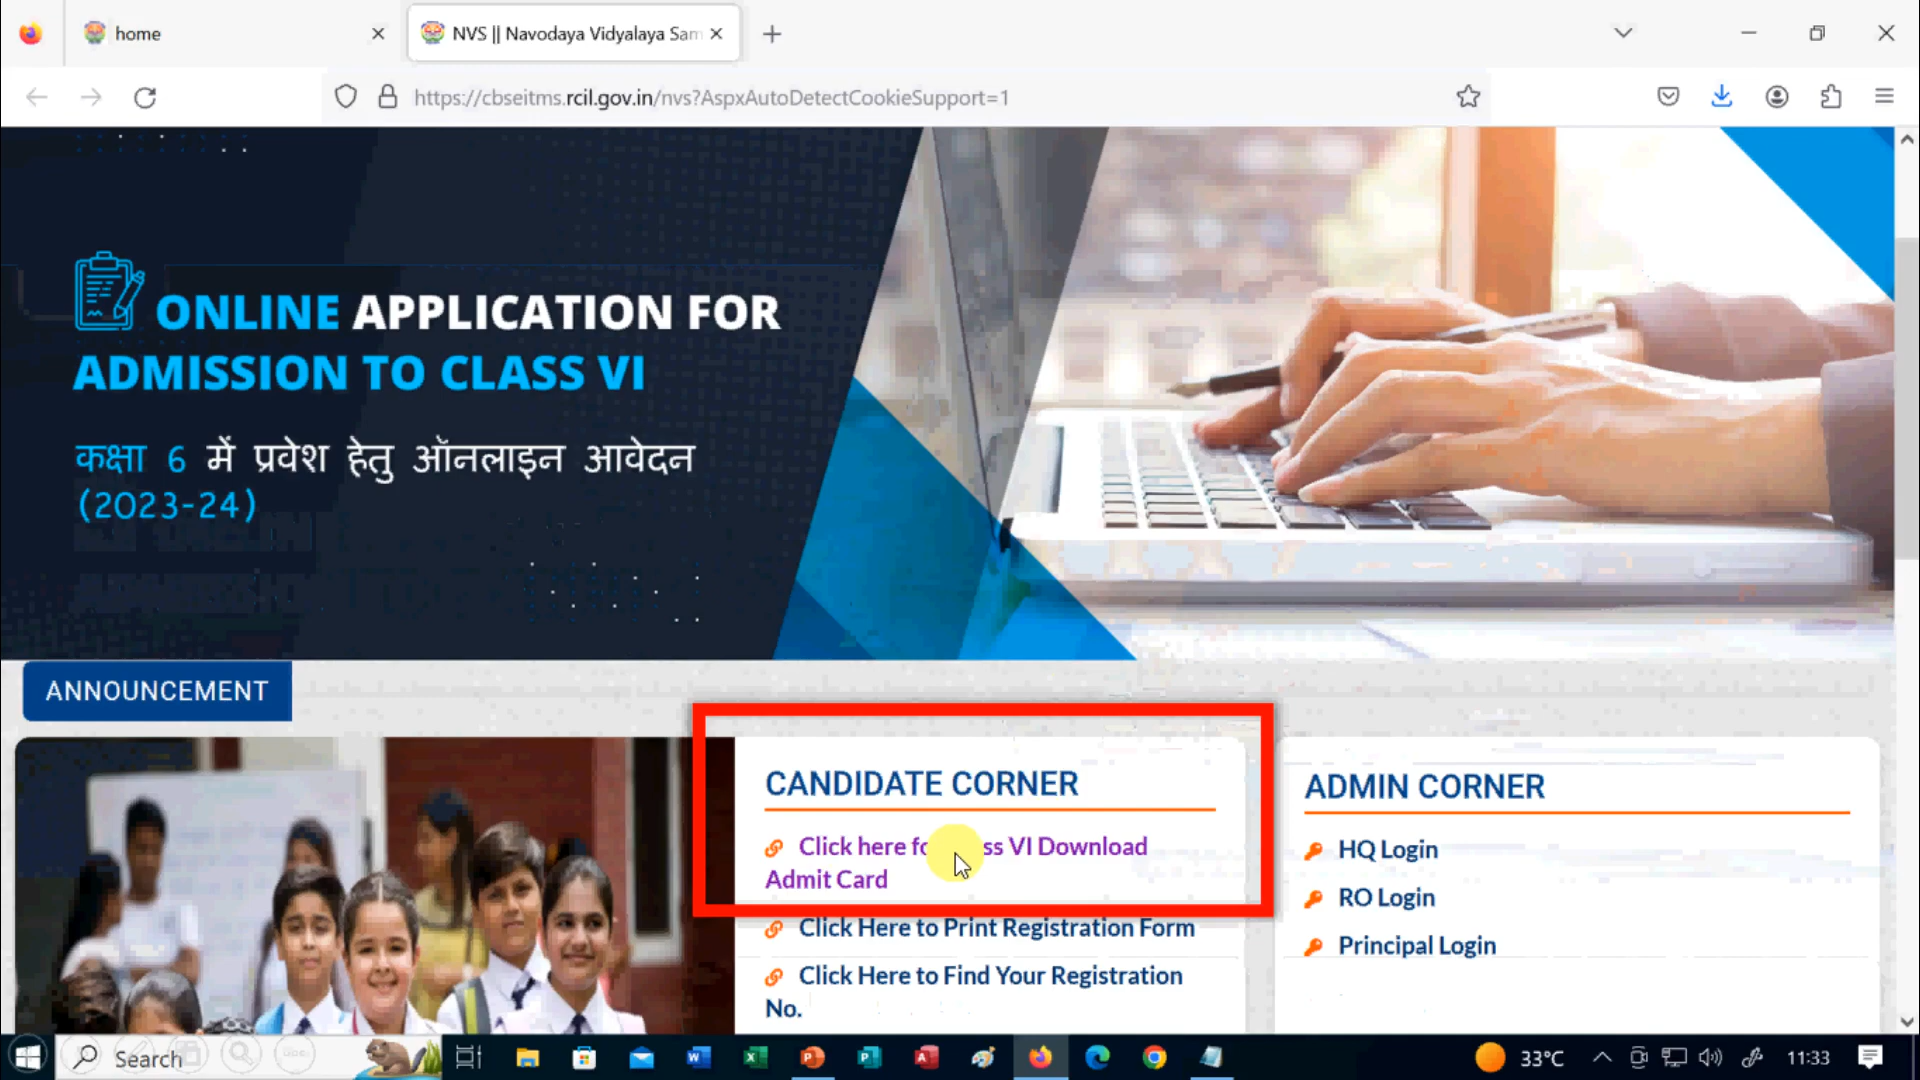 home
NVS || Navodaya Vidyalaya Sam
https://cbseitms.rcil.gov.in/nvs?AspxAutoDetectCookieSupport=1
ONLINE APPLICATION FOR
ADMISSION TO CLASS VI
कक्षा 6 में प्रवेश हेतु ऑनलाइन आवेदन
(2023-24)
ANNOUNCEMENT
CANDIDATE CORNER
Click here fo ss VI Download
Admit Card
Click Here to Print Registration Form
Click Here to Find Your Registration
No.
ADMIN CORNER
HQ Login
RO Login
Principal Login
Search
33°C
11:33